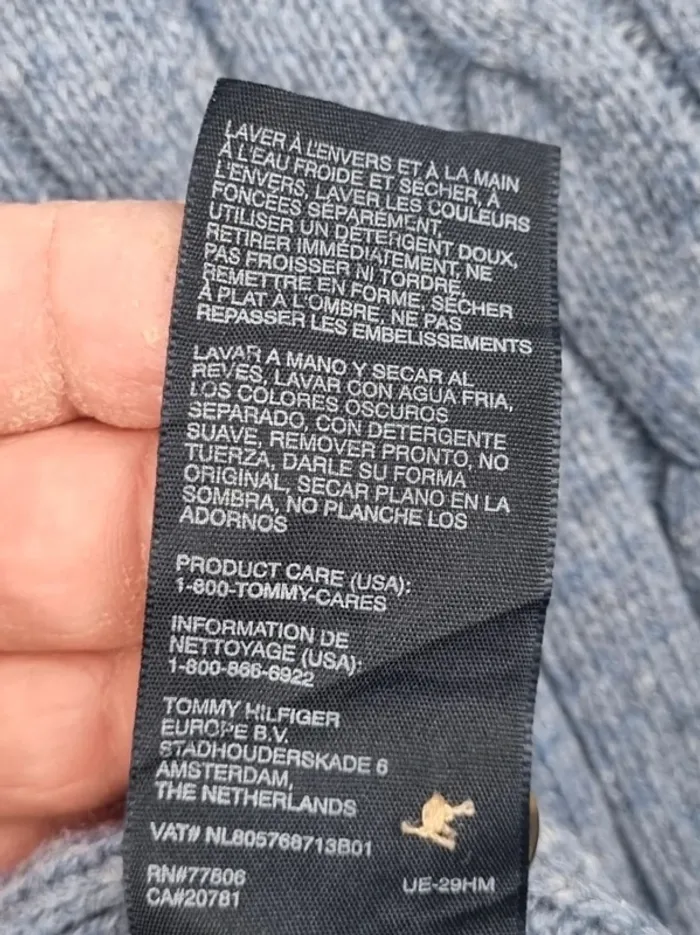 LAVER À L'ENVERS ET À LA MAIN
À L'EAU FROIDE ET SÉCHER, À
L'ENVERS, LAVER LES COULEURS
FONCÉES SÉPARÉMENT,
UTILISER UN DÉTERGENT DOUX,
RETIRER IMMÉDIATEMENT, NE
PAS FROISSER NI TORDRE,
REMETTRE EN FORME, SÉCHER
À PLAT À L'OMBRE, NE PAS
REPASSER LES EMBELISSEMENTS
LAVAR A MANO Y SECAR AL
REVES, LAVAR CON AGUA FRIA,
LOS COLORES OSCUROS
SEPARADO, CON DETERGENTE
SUAVE, REMOVER PRONTO, NO
TUERZA, DARLE SU FORMA
ORIGINAL, SECAR PLANO EN LA
SOMBRA, NO PLANCHE LOS
ADORNOS
PRODUCT CARE (USA):
1-800-TOMMY-CARES
INFORMATION DE
NETTOYAGE (USA):
1-800-866-6922
TOMMY HILFIGER
EUROPE B.V.
STADHOUDERSKADE 6
AMSTERDAM,
THE NETHERLANDS
VAT# NL805768713B01
RN#77806
CA#20781
UE-29HM